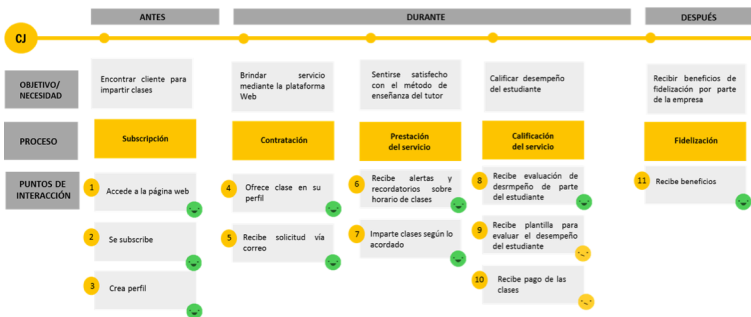 ANTES
DURANTE
DESPUÉS
CJ
OBJETIVO/
NECESIDAD
Encontrar cliente para
impartir clases
Brindar servicio
mediante la plataforma
Web
Sentirse satisfecho
con el método de
enseñanza del tutor
Calificar desempeño
del estudiante
Recibir beneficios de
fidelización por parte
de la empresa
PROCESO
Subscripción
Contratación
Prestación
del servicio
Calificación
del servicio
Fidelización
PUNTOS DE
INTERACCIÓN
1 Accede a la página web
2 Se subscribe
3 Crea perfil
4 Ofrece clase en su
perfil
5 Recibe solicitud vía
correo
6 Recibe alertas y
recordatorios sobre
horario de clases
7 Imparte clases según lo
acordado
8 Recibe evaluación de
desrmpeño de parte
del estudiante
9 Recibe plantilla para
evaluar el desempeño
del estudiante
10 Recibe pago de las
clases
11 Recibe beneficios